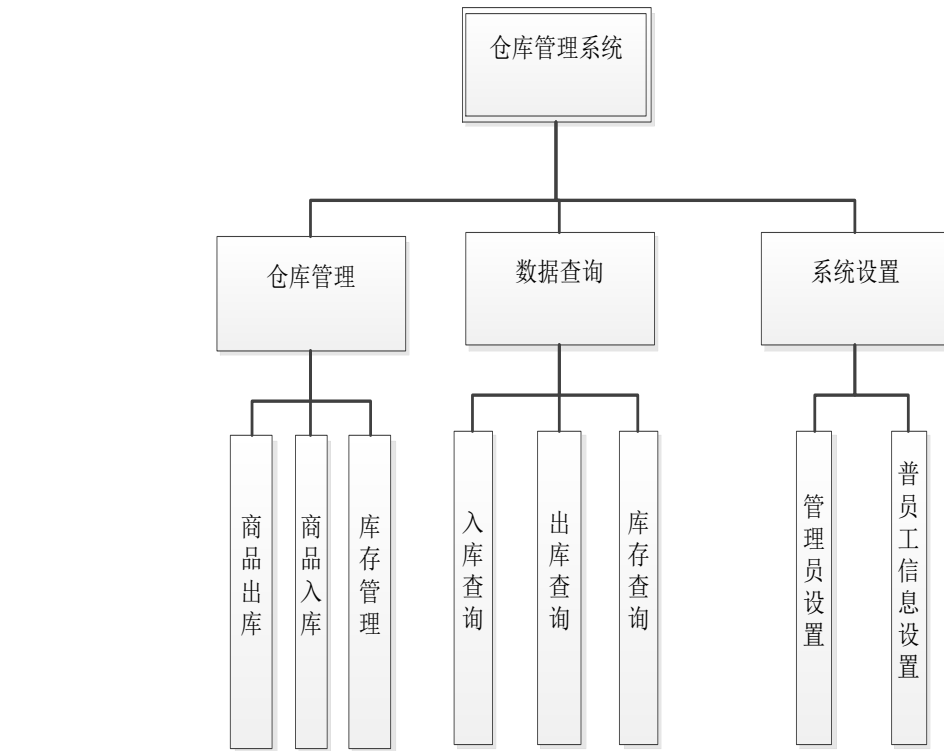 仓库管理系统
仓库管理
数据查询
系统设置
商品出库
商品入库
库存管理
入库查询
出库查询
库存查询
管理员设置
普员工信息设置